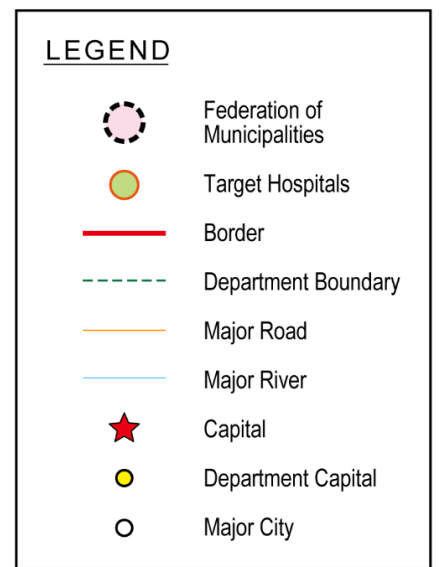 LEGEND
Federation of
Municipalities
Target Hospitals
Border
Department Boundary
Major Road
Major River
Capital
Department Capital
Major City